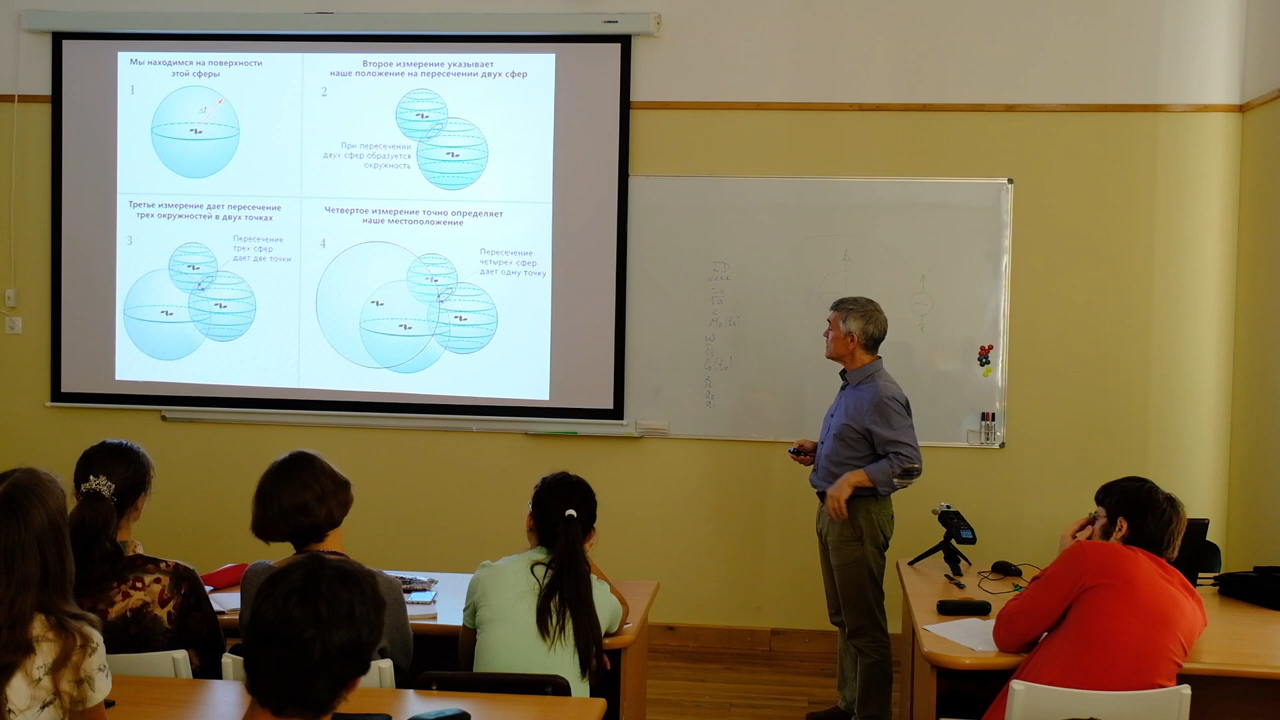 Мы находимся на поверхности
этой сферы
1
Второе измерение указывает
наше положение на пересечении двух сфер
2
При пересечении
двух сфер образуется
окружность
Третье измерение дает пересечение
трех окружностей в двух точках
3
Пересечение
трех сфер
дает две точки
Четвертое измерение точно определяет
наше местоположение
4
Пересечение
четырех сфер
дает одну точку